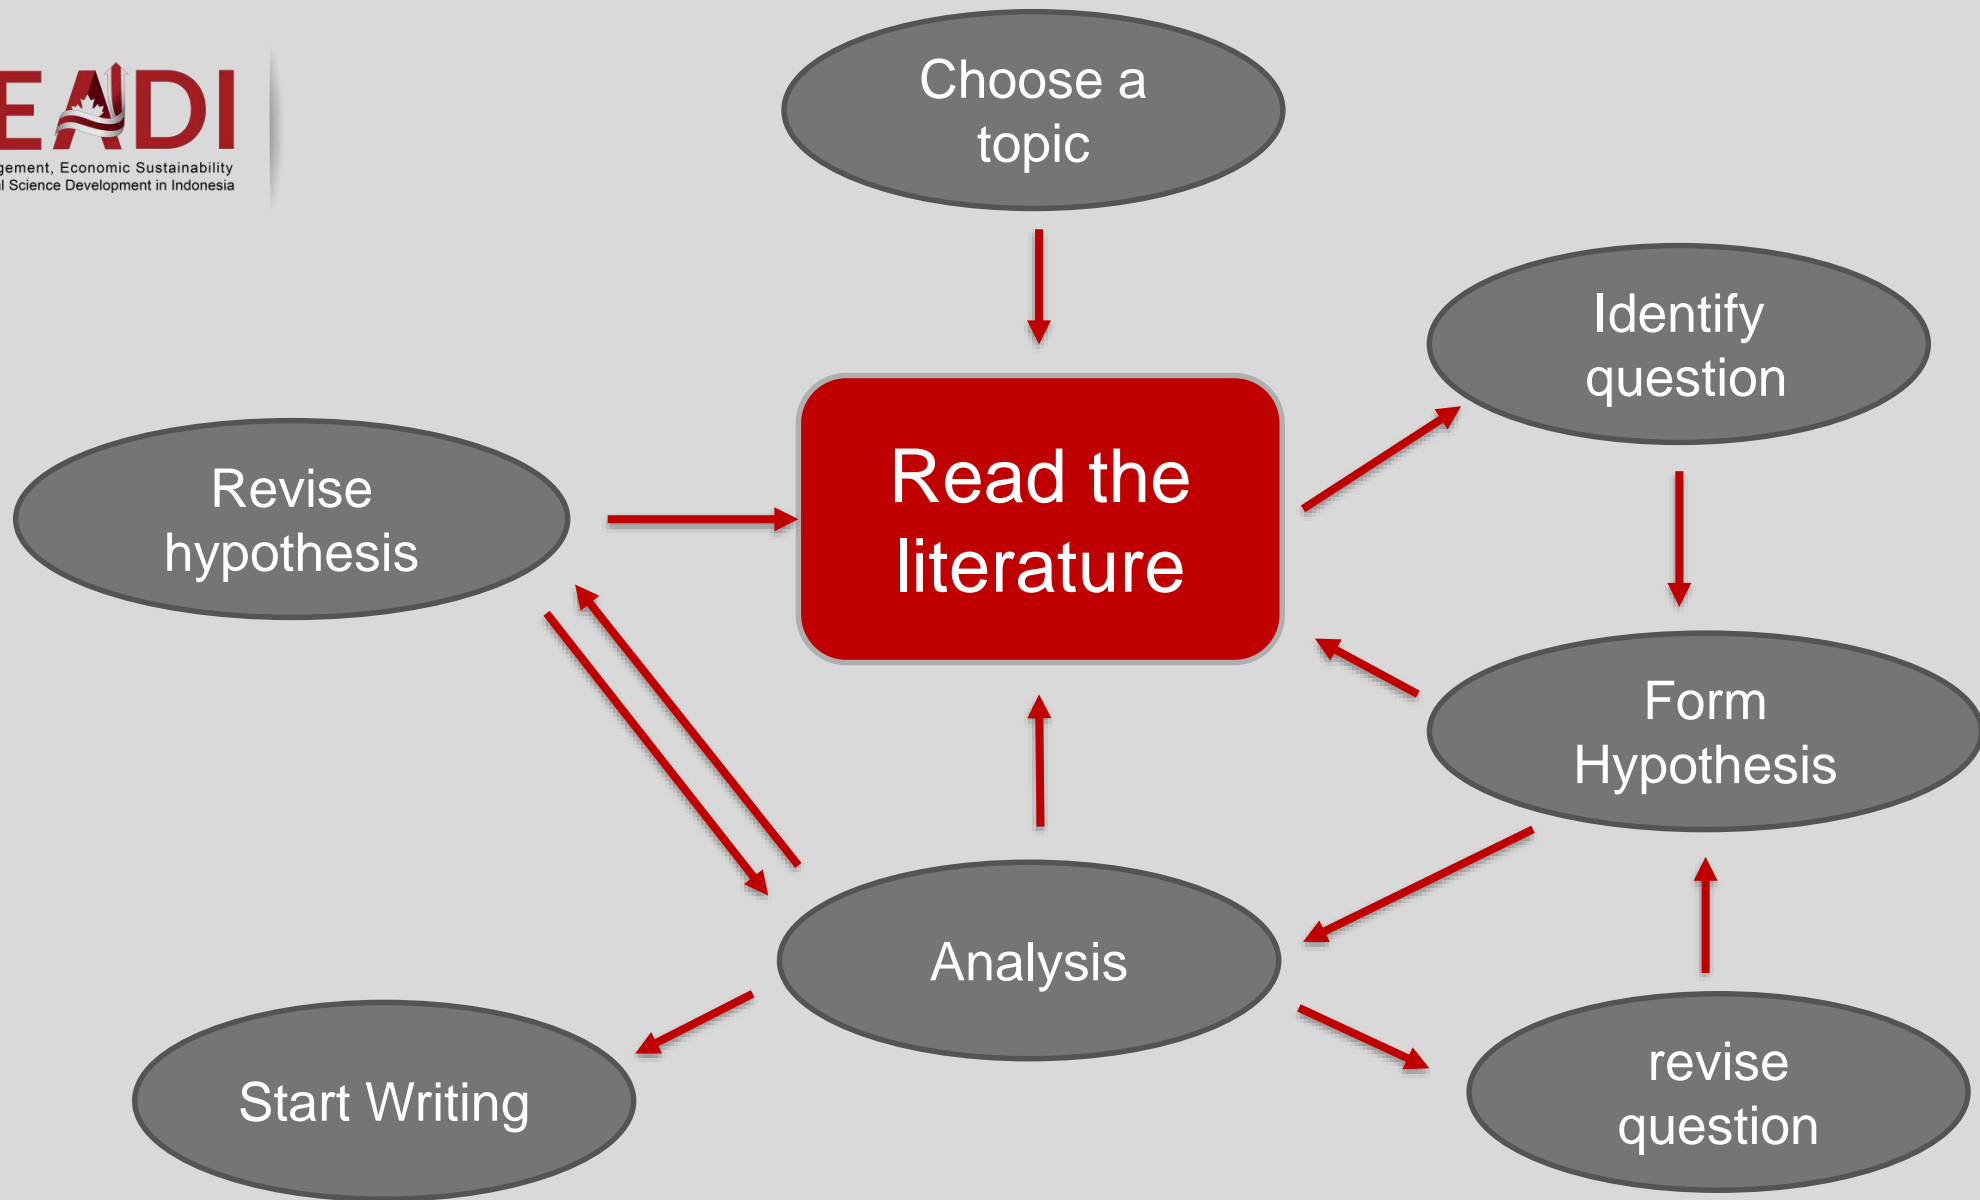 EADI
gement, Economic Sustainability
l Science Development in Indonesia
Choose a
topic
Identify
question
Read the
literature
Revise
hypothesis
Form
Hypothesis
Analysis
Start Writing
revise
question